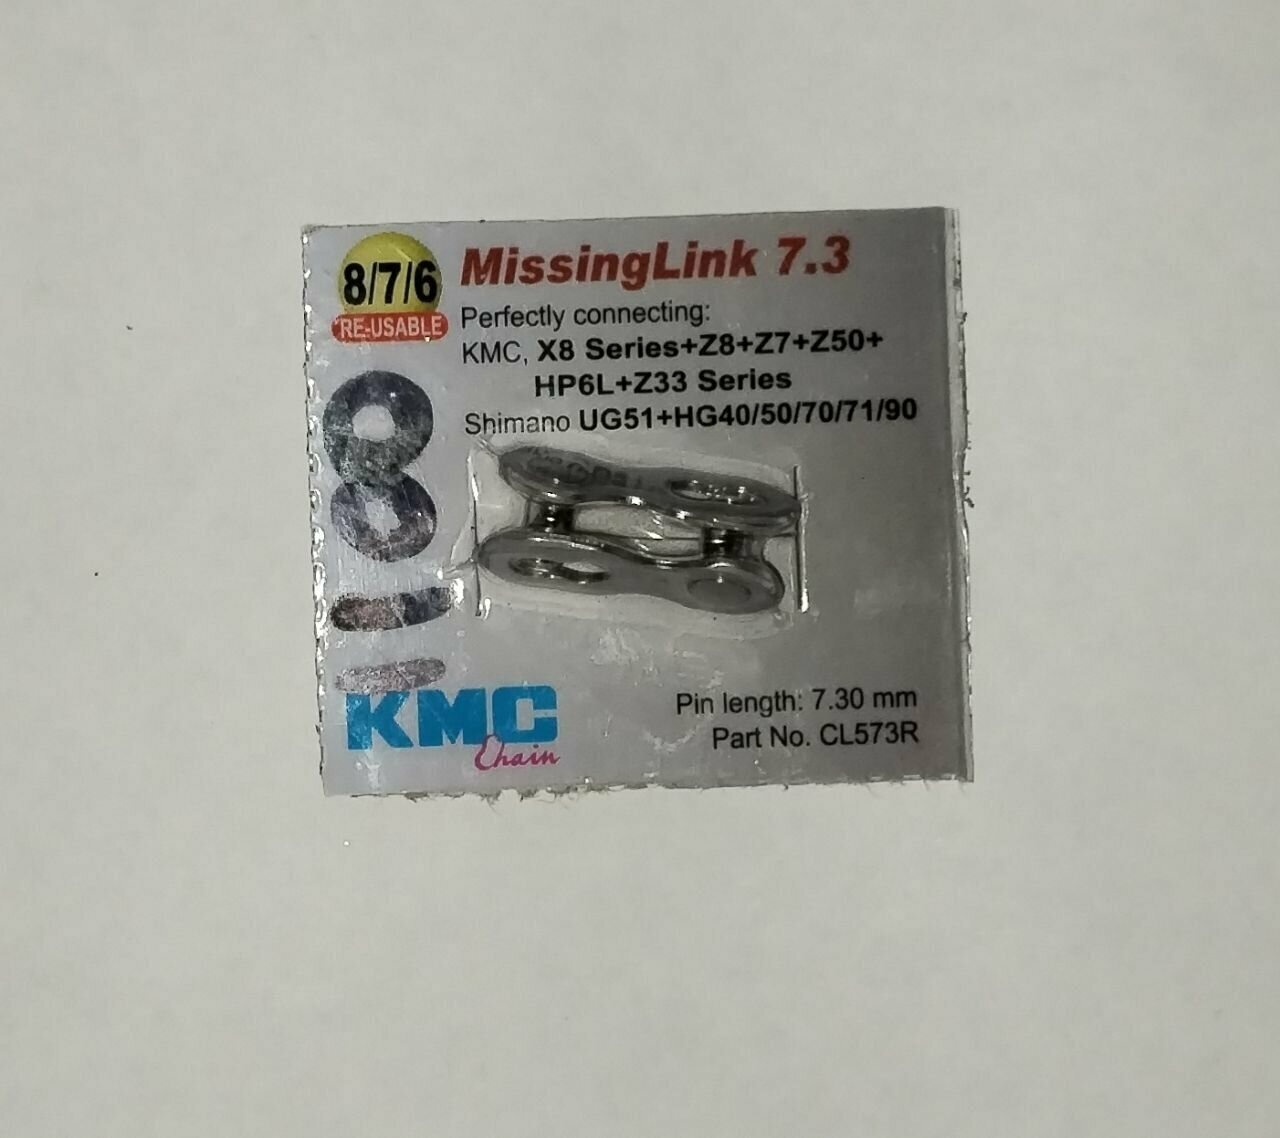 8/7/6
RE-USABLE
MissingLink 7.3
Perfectly connecting:
KMC, X8 Series+Z8+Z7+Z50+
HP6L+Z33 Series
Shimano UG51+HG40/50/70/71/90
KMC
Chain
Pin length: 7.30 mm
Part No. CL573R